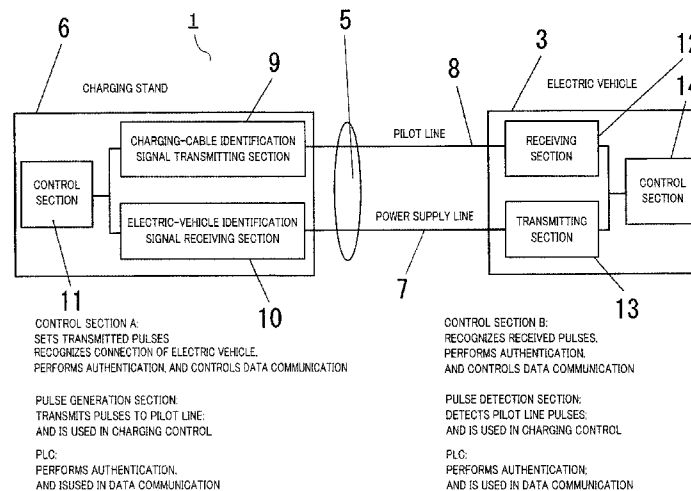 1
6
9
5
8
3
12
14
CHARGING STAND
ELECTRIC VEHICLE
CHARGING-CABLE IDENTIFICATION
SIGNAL TRANSMITTING SECTION
PILOT LINE
RECEIVING
SECTION
CONTROL
SECTION
CONTROL
SECTION
ELECTRIC-VEHICLE IDENTIFICATION
SIGNAL RECEIVING SECTION
POWER SUPPLY LINE
TRANSMITTING
SECTION
11
10
7
13
CONTROL SECTION A:
SETS TRANSMITTED PULSES
RECOGNIZES CONNECTION OF ELECTRIC VEHICLE,
PERFORMS AUTHENTICATION, AND CONTROLS DATA COMMUNICATION
PULSE GENERATION SECTION:
TRANSMITS PULSES TO PILOT LINE;
AND IS USED IN CHARGING CONTROL
PLC:
PERFORMS AUTHENTICATION,
AND ISUSED IN DATA COMMUNICATION
CONTROL SECTION B:
RECOGNIZES RECEIVED PULSES,
PERFORMS AUTHENTICATION,
AND CONTROLS DATA COMMUNICATION
PULSE DETECTION SECTION:
DETECTS PILOT LINE PULSES;
AND IS USED IN CHARGING CONTROL
PLC:
PERFORMS AUTHENTICATION;
AND IS USED IN DATA COMMUNICATION